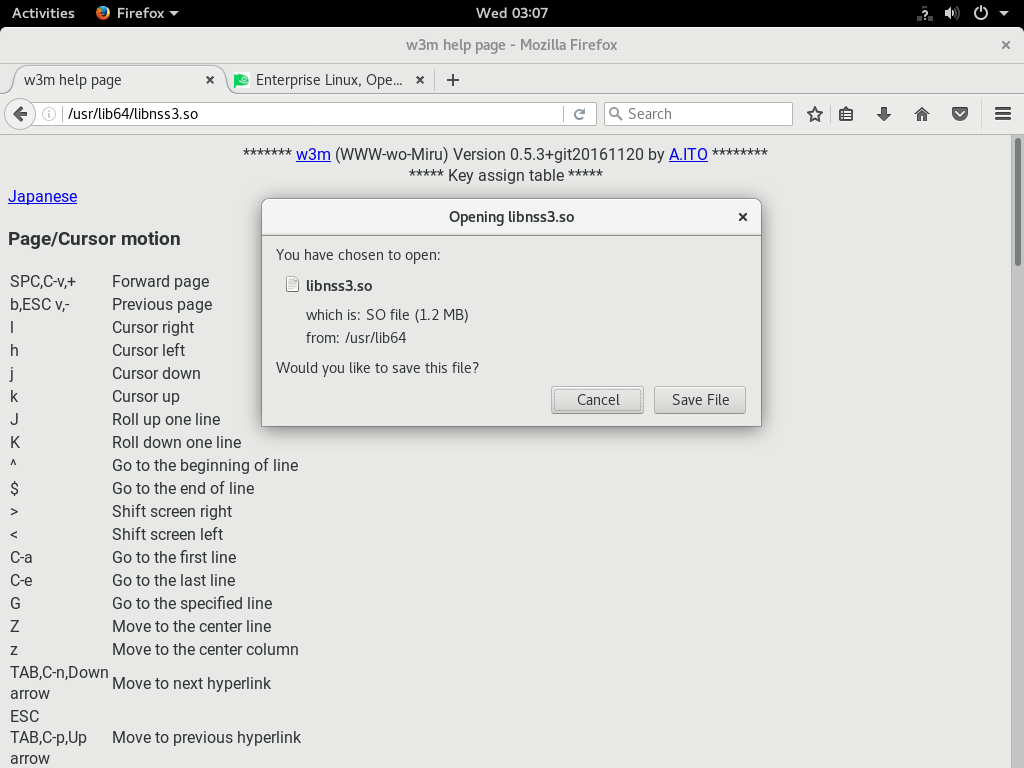 Activities Firefox Wed 03:07
w3m help page - Mozilla Firefox
w3m help page Enterprise Linux, Ope...
/usr/lib64/libnss3.so Search
******* w3m (WWW-wo-Miru) Version 0.5.3+git20161120 by A.ITO ********
***** Key assign table *****
Japanese
Page/Cursor motion
SPC,C-v,+ Forward page
b,ESC v,- Previous page
l Cursor right
h Cursor left
j Cursor down
k Cursor up
J Roll up one line
K Roll down one line
^ Go to the beginning of line
$ Go to the end of line
> Shift screen right
< Shift screen left
C-a Go to the first line
C-e Go to the last line
G Go to the specified line
Z Move to the center line
z Move to the center column
TAB,C-n,Down
arrow Move to next hyperlink
ESC
TAB,C-p,Up Move to previous hyperlink
arrow
Opening libnss3.so
You have chosen to open:
libnss3.so
which is: SO file (1.2 MB)
from: /usr/lib64
Would you like to save this file?
Cancel Save File